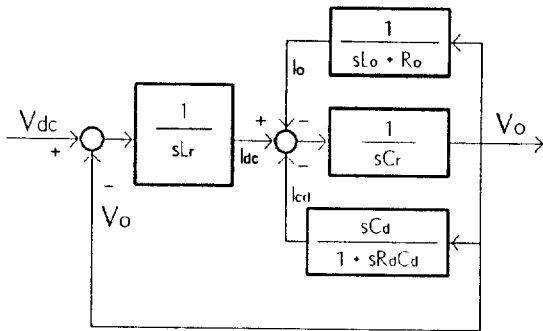 1
sLo + Ro
Io
−
Vdc
+
1
sLr
+
Idc
−
1
sCr
Vo
−
Vo
Icd
sCd
1 + sRdCd